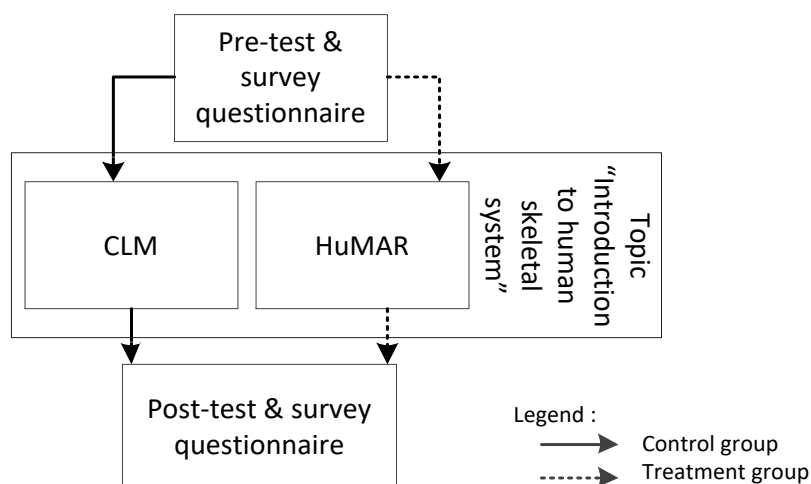 Pre-test &
survey
questionnaire
CLM
HuMAR
Topic
“Introduction
to human
skeletal
system”
Post-test & survey
questionnaire
Legend :
Control group
Treatment group